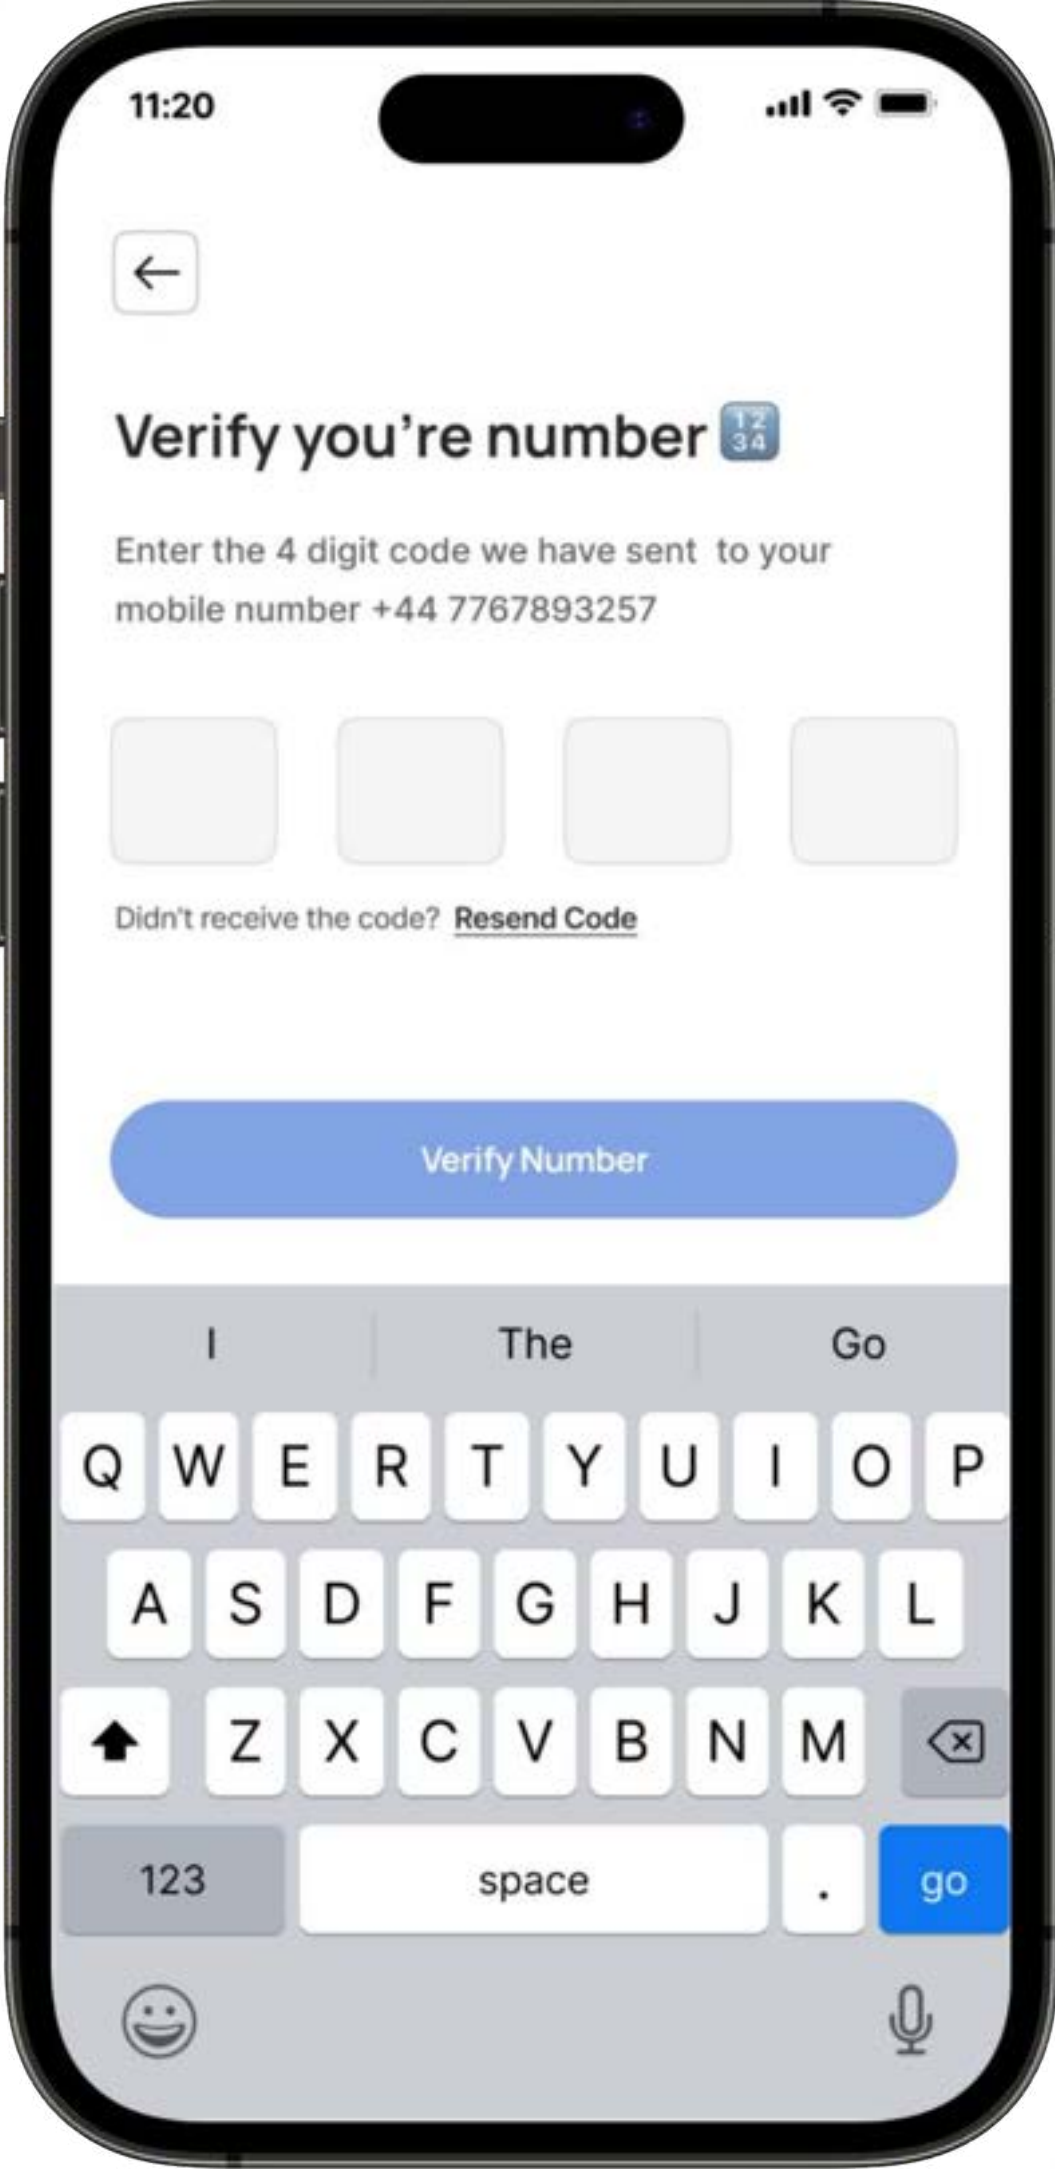 11:20
Verify you’re number 🔢
Enter the 4 digit code we have sent  to your
mobile number +44 7767893257
Didn't receive the code? Resend Code
Verify Number
I The Go
Q W E R T Y U I O P
A S D F G H J K L
Z X C V B N M
123 space . go